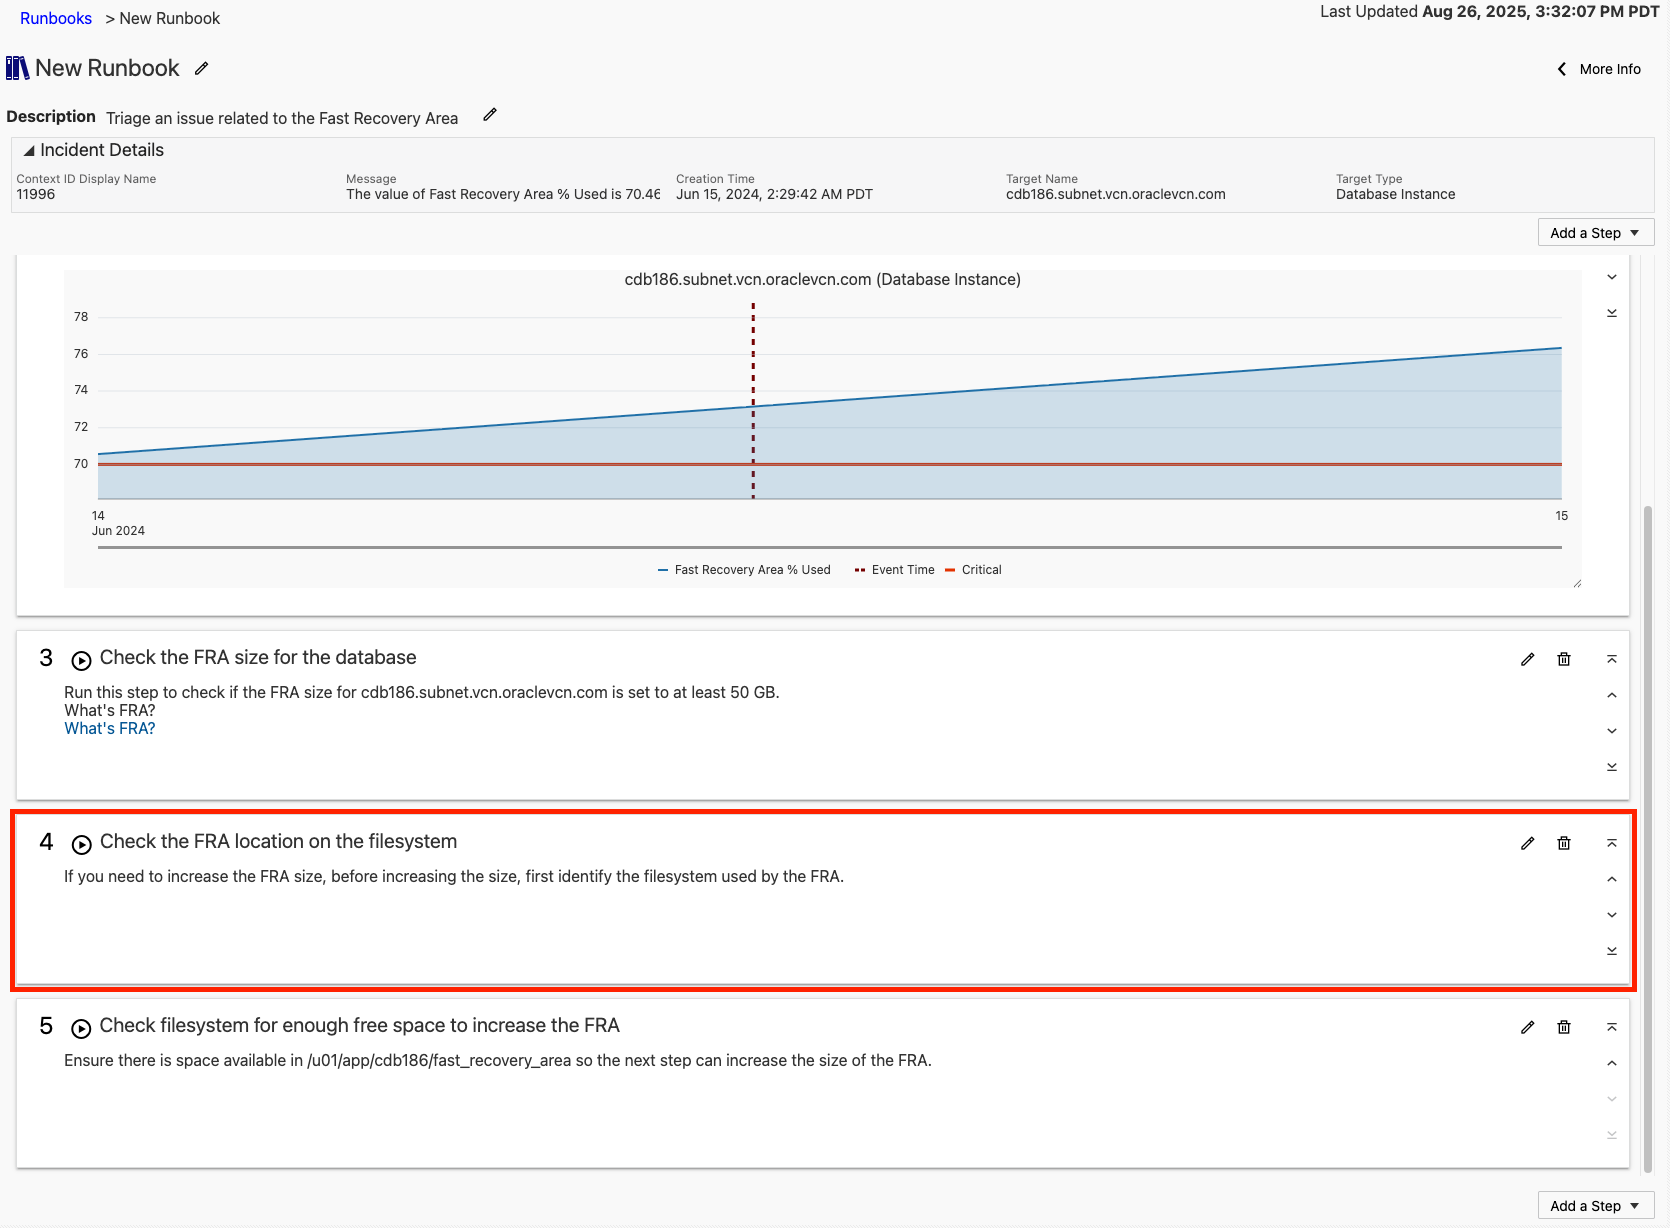 Runbooks > New Runbook
Last Updated Aug 26, 2025, 3:32:07 PM PDT
New Runbook
More Info
Description Triage an issue related to the Fast Recovery Area
Incident Details
Context ID Display Name
11996
Message
The value of Fast Recovery Area % Used is 70.46
Creation Time
Jun 15, 2024, 2:29:42 AM PDT
Target Name
cdb186.subnet.vcn.oraclevcn.com
Target Type
Database Instance
Add a Step
cdb186.subnet.vcn.oraclevcn.com (Database Instance)
78
76
74
72
70
14
Jun 2024
15
Fast Recovery Area % Used
Event Time
Critical
3 Check the FRA size for the database
Run this step to check if the FRA size for cdb186.subnet.vcn.oraclevcn.com is set to at least 50 GB.
What's FRA?
What's FRA?
4 Check the FRA location on the filesystem
If you need to increase the FRA size, before increasing the size, first identify the filesystem used by the FRA.
5 Check filesystem for enough free space to increase the FRA
Ensure there is space available in /u01/app/cdb186/fast_recovery_area so the next step can increase the size of the FRA.
Add a Step